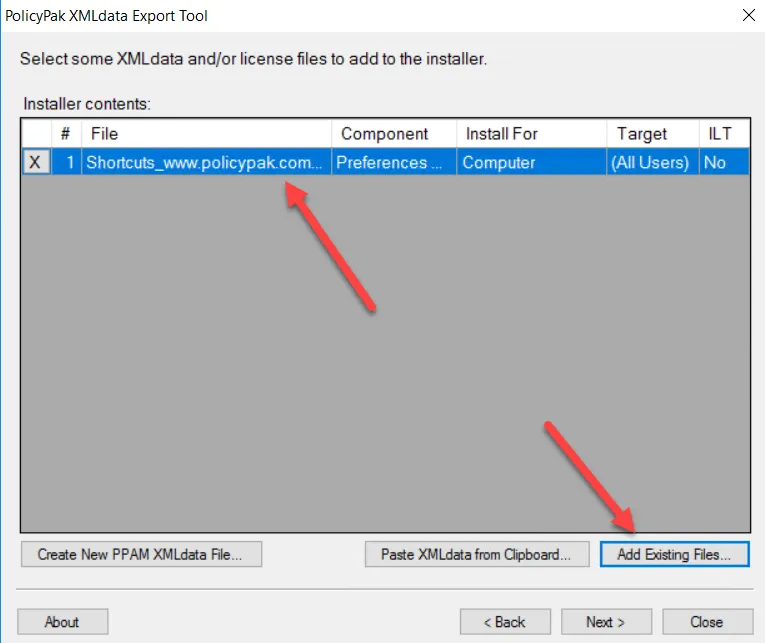 PolicyPak XMLdata Export Tool
Select some XMLdata and/or license files to add to the installer.
Installer contents:
# File Component Install For Target ILT
X 1 Shortcuts_www.policypak.com... Preferences ... Computer (All Users) No
Create New PPAM XMLdata File... Paste XMLdata from Clipboard... Add Existing Files...
About < Back Next > Close